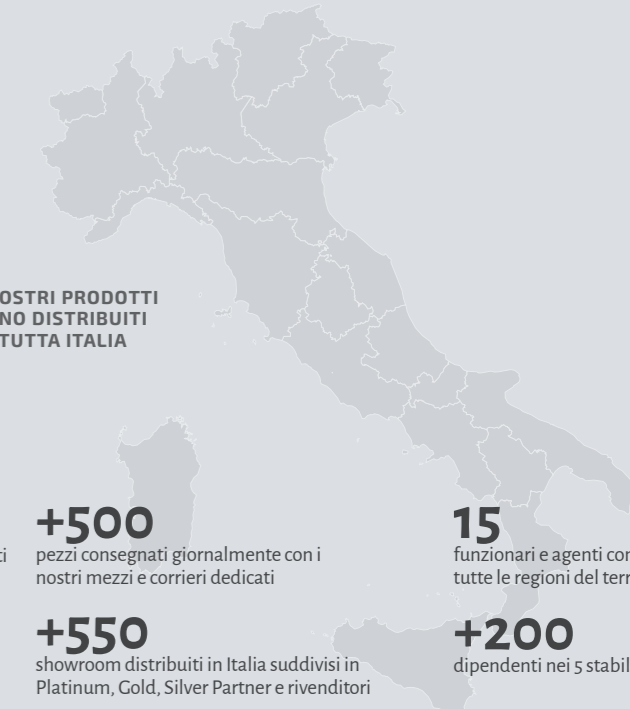 OSTRI PRODOTTI
NO DISTRIBUITI
TUTTA ITALIA
ti
+500
pezzi consegnati giornalmente con i
nostri mezzi e corrieri dedicati
+550
showroom distribuiti in Italia suddivisi in
Platinum, Gold, Silver Partner e rivenditori
15
funzionari e agenti cor
tutte le regioni del terr
+200
dipendenti nei 5 stabil